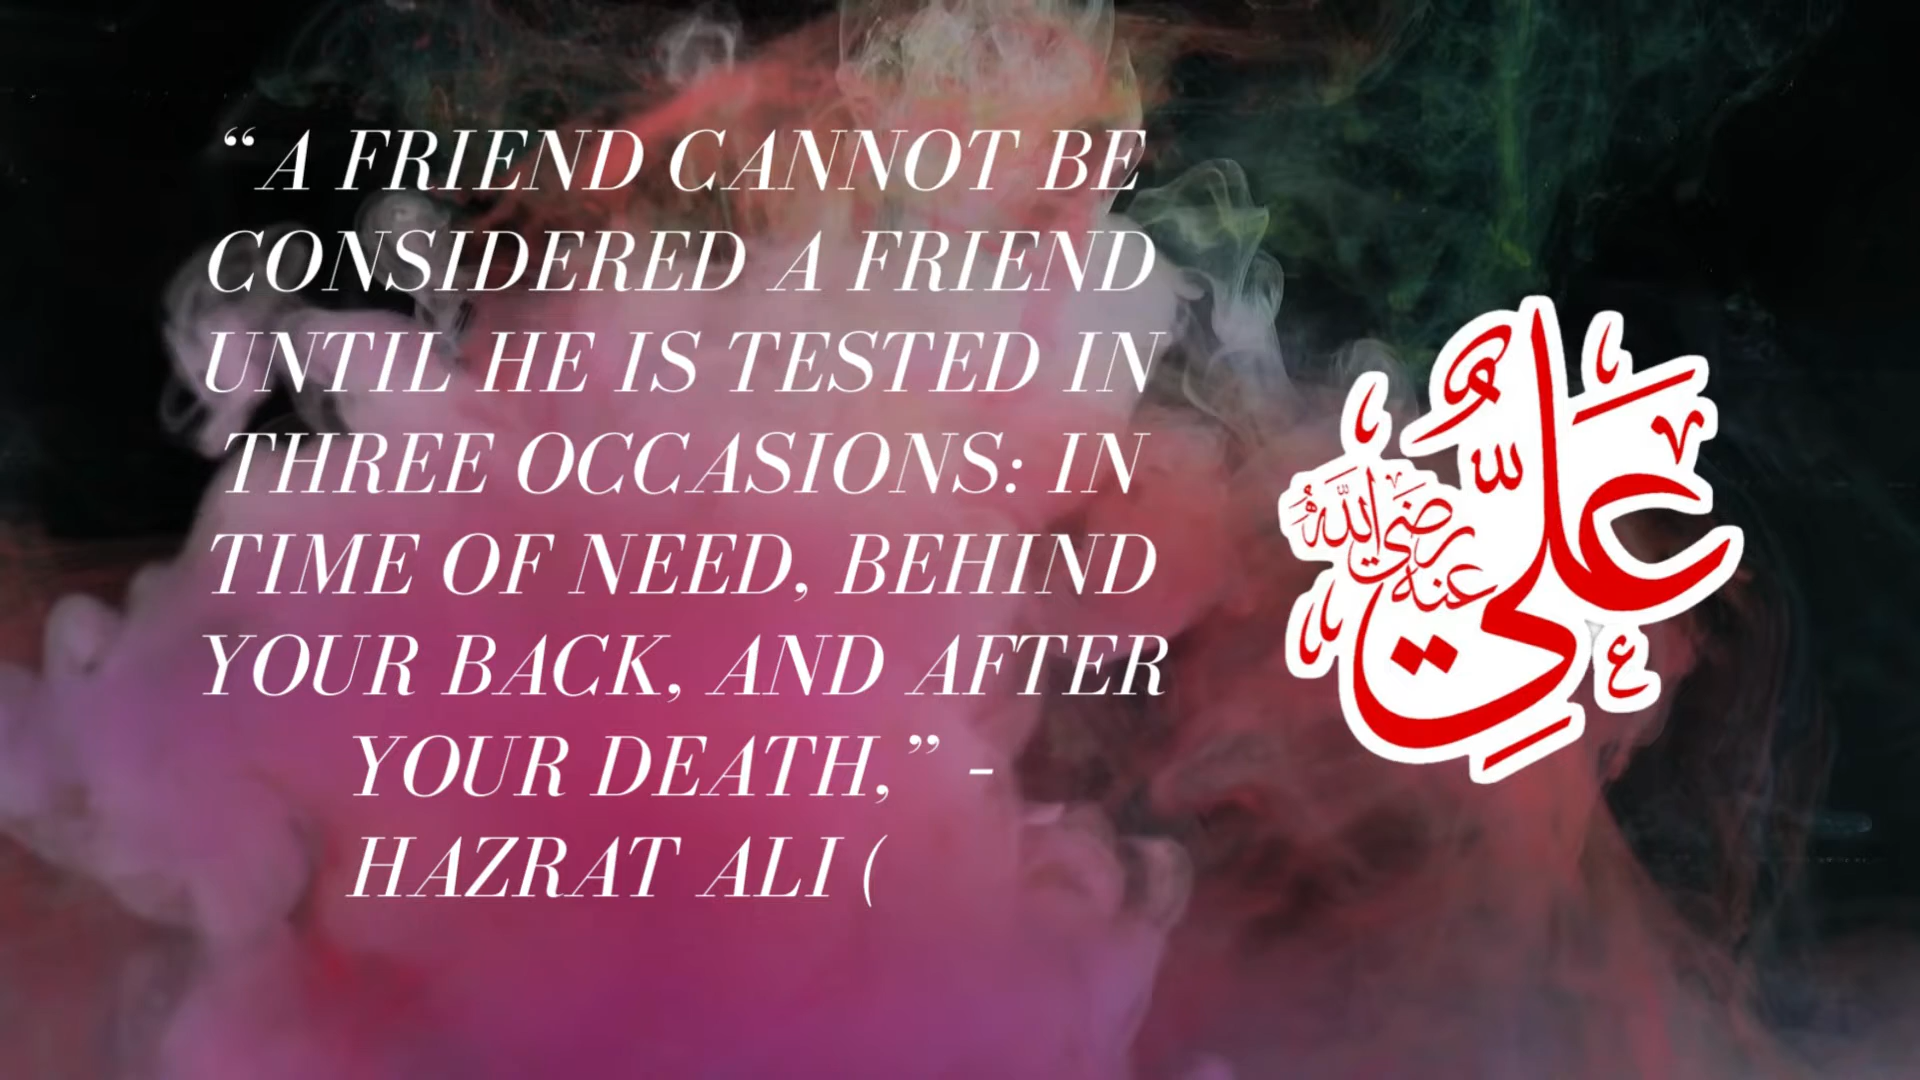 “A FRIEND CANNOT BE
CONSIDERED A FRIEND
UNTIL HE IS TESTED IN
THREE OCCASIONS: IN
TIME OF NEED, BEHIND
YOUR BACK, AND AFTER
YOUR DEATH,” -
HAZRAT ALI (
عَلِيّ
رضي الله
عنه